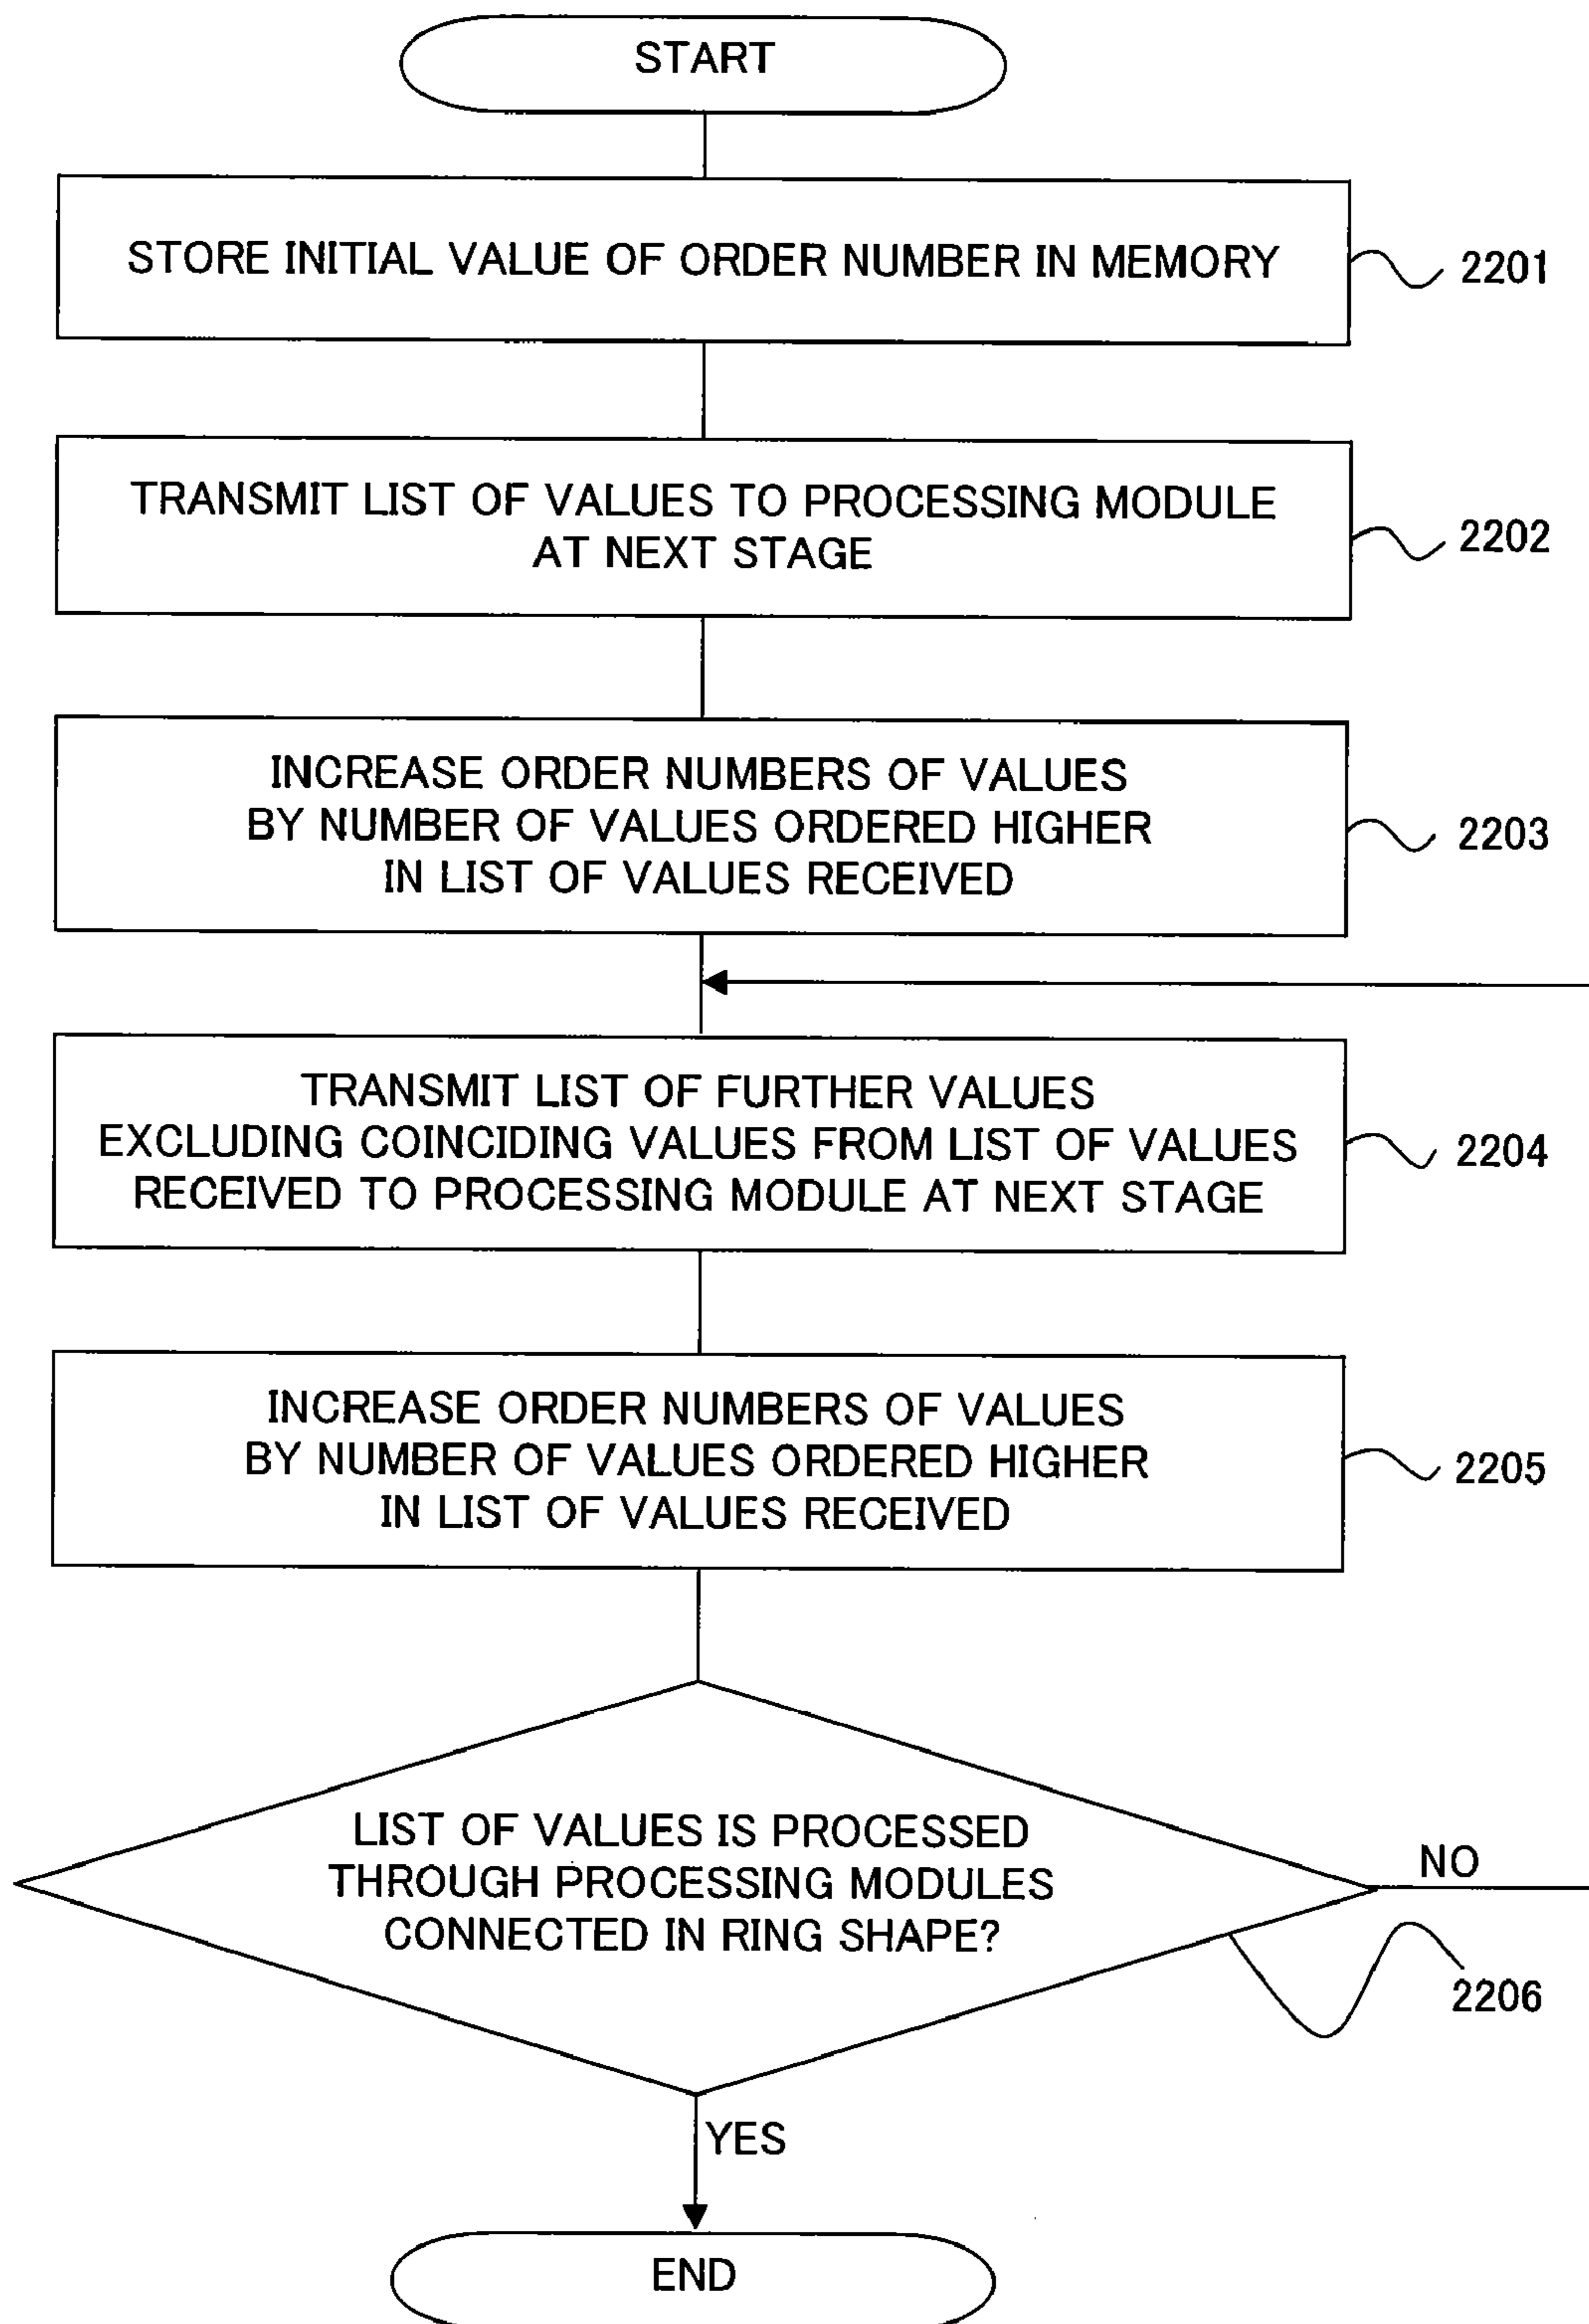 START
STORE INITIAL VALUE OF ORDER NUMBER IN MEMORY
2201
TRANSMIT LIST OF VALUES TO PROCESSING MODULE
AT NEXT STAGE
2202
INCREASE ORDER NUMBERS OF VALUES
BY NUMBER OF VALUES ORDERED HIGHER
IN LIST OF VALUES RECEIVED
2203
TRANSMIT LIST OF FURTHER VALUES
EXCLUDING COINCIDING VALUES FROM LIST OF VALUES
RECEIVED TO PROCESSING MODULE AT NEXT STAGE
2204
INCREASE ORDER NUMBERS OF VALUES
BY NUMBER OF VALUES ORDERED HIGHER
IN LIST OF VALUES RECEIVED
2205
LIST OF VALUES IS PROCESSED
THROUGH PROCESSING MODULES
CONNECTED IN RING SHAPE?
NO
2206
YES
END